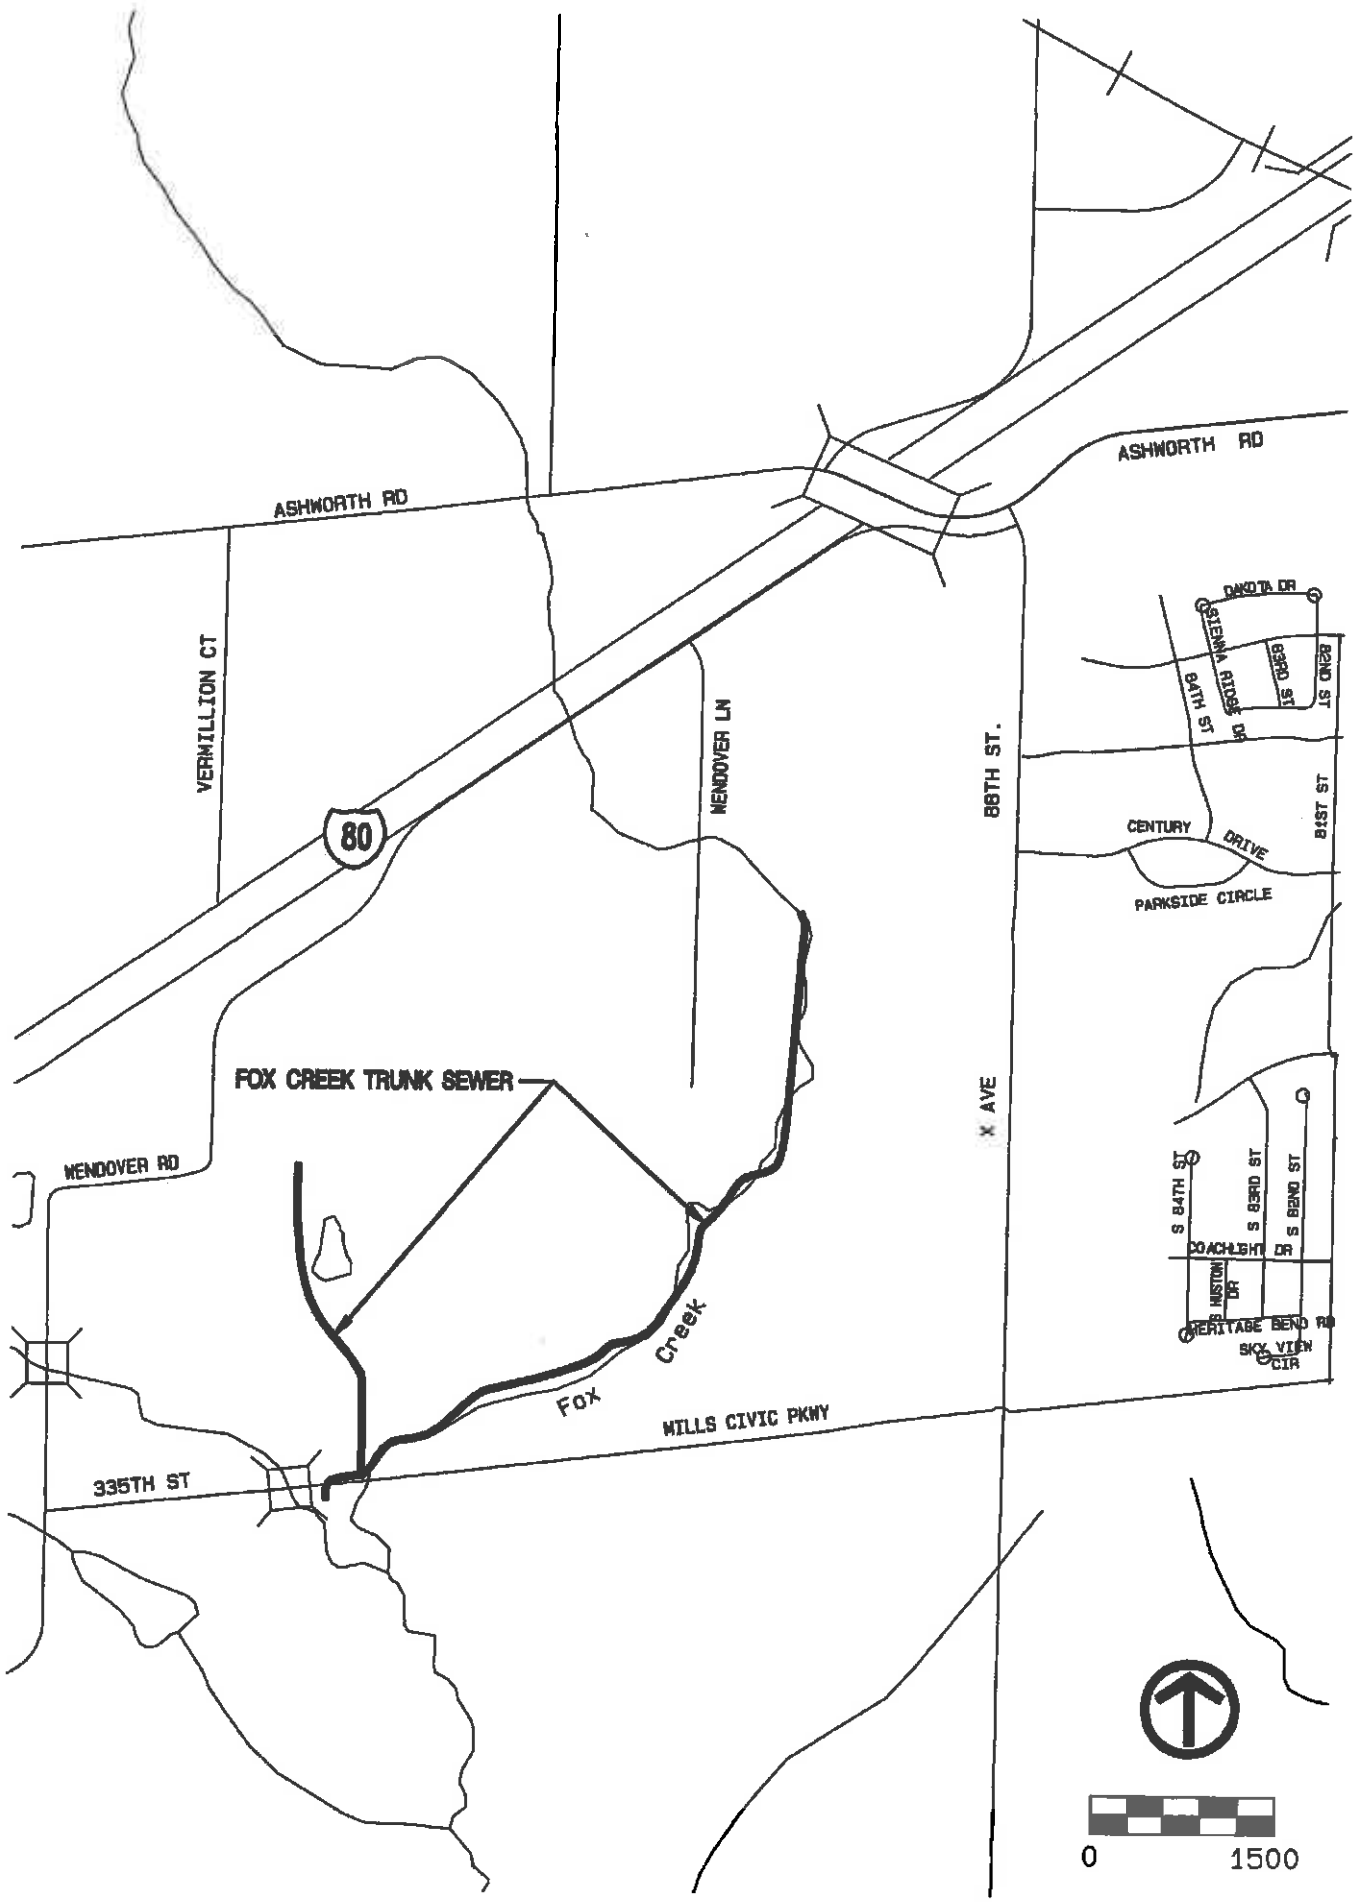 ASHWORTH RD
ASHWORTH RD
DAKOTA DR
SIENNA RIDGE DR
83RD ST
82ND ST
84TH ST
VERMILLION CT
WENDOVER LN
88TH ST.
81ST ST
80
CENTURY DRIVE
PARKSIDE CIRCLE
FOX CREEK TRUNK SEWER
X AVE
WENDOVER RD
S 84TH ST
S 83RD ST
S 82ND ST
COACHLIGHT DR
S HUSTON
DR
HERITAGE BEND RD
SKY VIEW
CIR
Fox Creek
MILLS CIVIC PKWY
335TH ST
0 1500